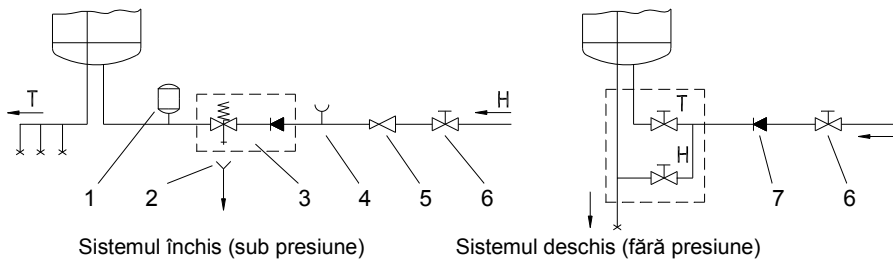 T
H
1
2
3
4
5
6
Sistemul închis (sub presiune)
T
H
7
6
Sistemul deschis (fără presiune)